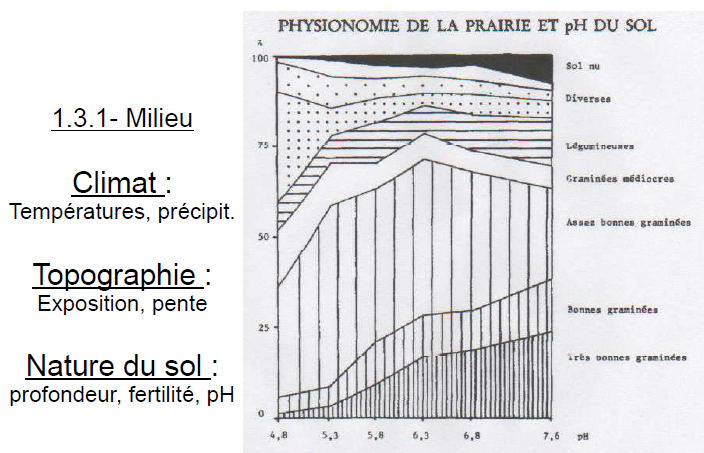 PHYSIONOMIE DE LA PRAIRIE ET pH DU SOL
1.3.1- Milieu
Climat :
Températures, précipit.
Topographie :
Exposition, pente
Nature du sol :
profondeur, fertilité, pH
%
100
75
50
25
0
4,8 5,3 5,8 6,3 6,8 7,6 pH
Sol nu
Diverses
Légumineuses
Graminées médiocres
Assez bonnes graminées
Bonnes graminées
Très bonnes graminées